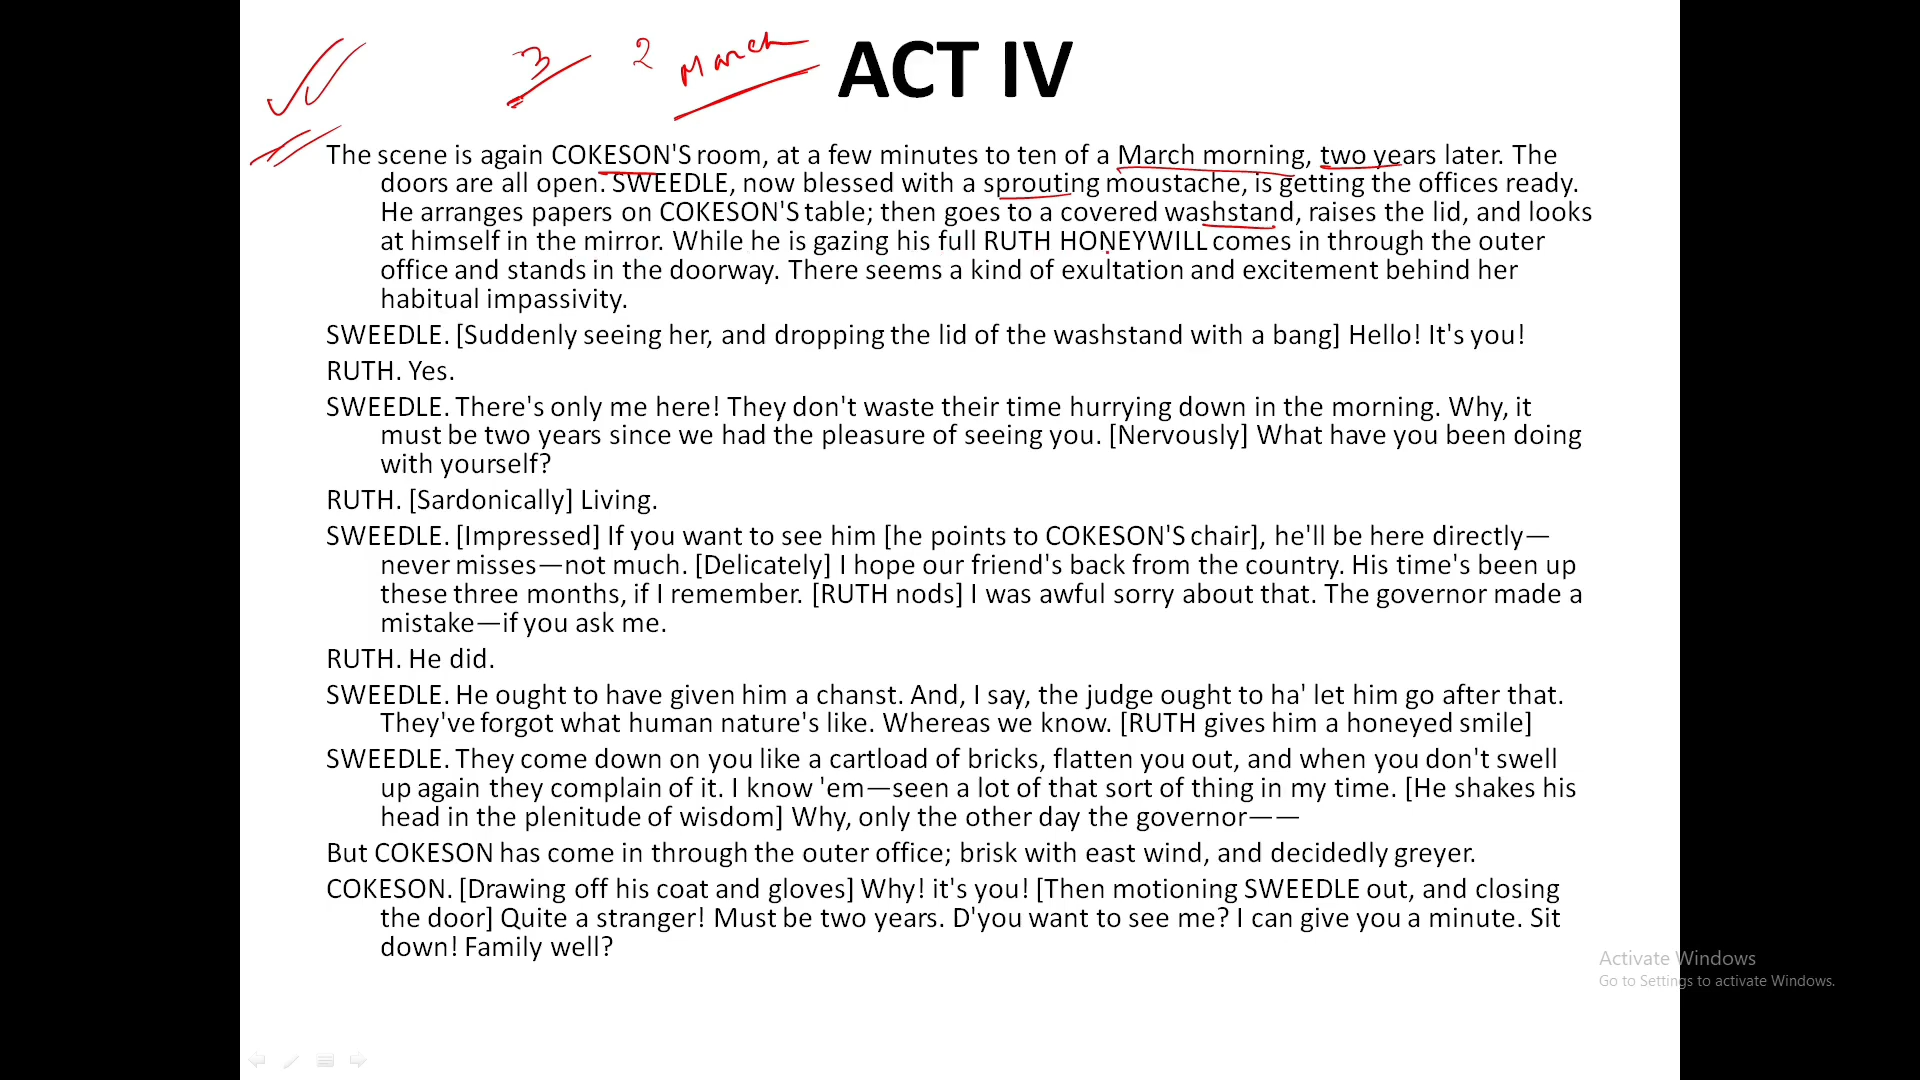 3 2 March ACT IV
The scene is again COKESON'S room, at a few minutes to ten of a March morning, two years later. The
doors are all open. SWEEDLE, now blessed with a sprouting moustache, is getting the offices ready.
He arranges papers on COKESON'S table; then goes to a covered washstand, raises the lid, and looks
at himself in the mirror. While he is gazing his full RUTH HONEYWILL comes in through the outer
office and stands in the doorway. There seems a kind of exultation and excitement behind her
habitual impassivity.
SWEEDLE. [Suddenly seeing her, and dropping the lid of the washstand with a bang] Hello! It's you!
RUTH. Yes.
SWEEDLE. There's only me here! They don't waste their time hurrying down in the morning. Why, it
must be two years since we had the pleasure of seeing you. [Nervously] What have you been doing
with yourself?
RUTH. [Sardonically] Living.
SWEEDLE. [Impressed] If you want to see him [he points to COKESON'S chair], he'll be here directly—
never misses—not much. [Delicately] I hope our friend's back from the country. His time's been up
these three months, if I remember. [RUTH nods] I was awful sorry about that. The governor made a
mistake—if you ask me.
RUTH. He did.
SWEEDLE. He ought to have given him a chanst. And, I say, the judge ought to ha' let him go after that.
They've forgot what human nature's like. Whereas we know. [RUTH gives him a honeyed smile]
SWEEDLE. They come down on you like a cartload of bricks, flatten you out, and when you don't swell
up again they complain of it. I know 'em—seen a lot of that sort of thing in my time. [He shakes his
head in the plenitude of wisdom] Why, only the other day the governor——
But COKESON has come in through the outer office; brisk with east wind, and decidedly greyer.
COKESON. [Drawing off his coat and gloves] Why! it's you! [Then motioning SWEEDLE out, and closing
the door] Quite a stranger! Must be two years. D'you want to see me? I can give you a minute. Sit
down! Family well?
Activate Windows
Go to Settings to activate Windows.